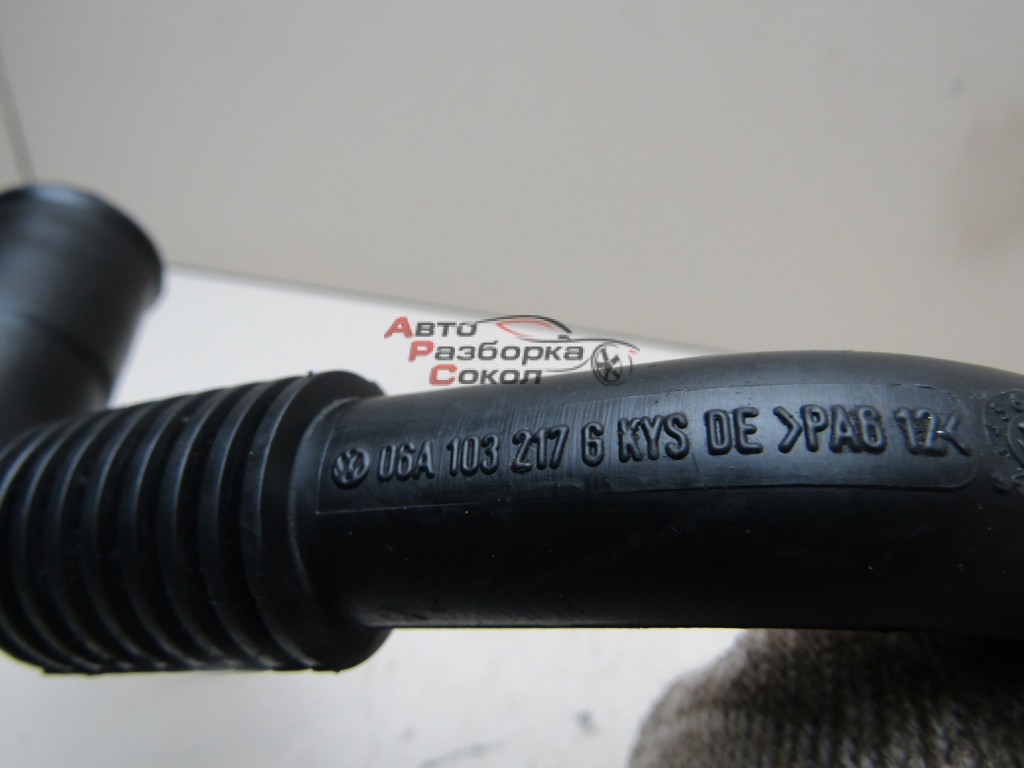 АВТО
РАЗБОРКА
СОКОЛ
06A 103 217 G KYS DE >PA6 12<